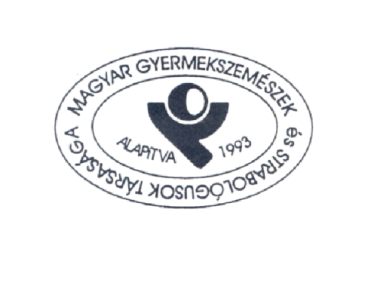 MAGYAR GYERMEKSZEMÉSZEK és STRABOLÓGUSOK TÁRSASÁGA
ALAPÍTVA 1993